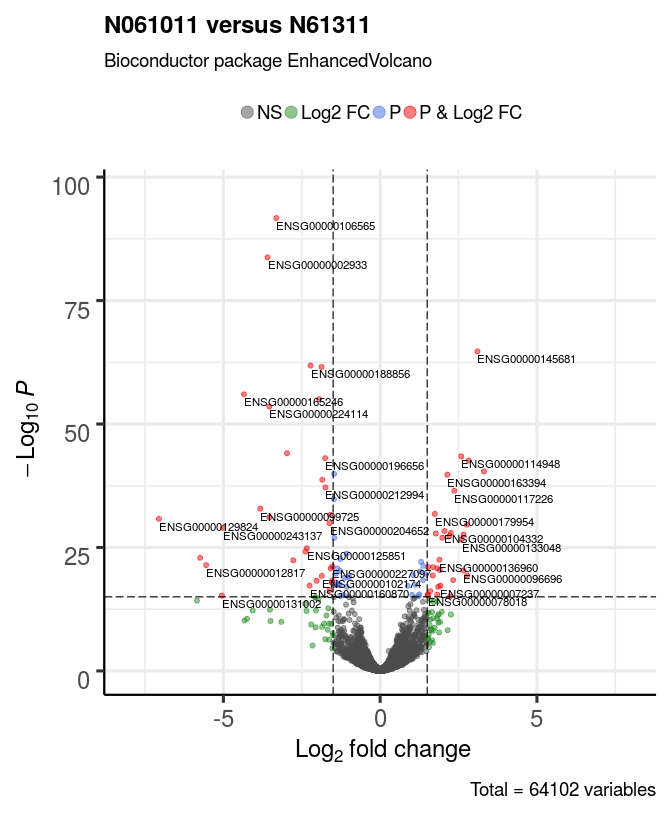 N061011 versus N61311
Bioconductor package EnhancedVolcano
NS Log2 FC P P & Log2 FC
100
75
50
25
0
− Log10 P
ENSG00000106565
ENSG00000002933
ENSG00000145681
ENSG00000188856
ENSG00000165246
ENSG00000224114
ENSG00000196656
ENSG00000114948
ENSG00000163394
ENSG00000212994
ENSG00000117226
ENSG00000099725
ENSG00000179954
ENSG00000129824
ENSG00000204652
ENSG00000243137
ENSG00000104332
ENSG00000133048
ENSG00000125851
ENSG00000136960
ENSG00000012817
ENSG00000227097
ENSG00000096696
ENSG00000102174
ENSG00000160870
ENSG00000007237
ENSG00000131002
ENSG00000078018
-5 0 5
Log2 fold change
Total = 64102 variables